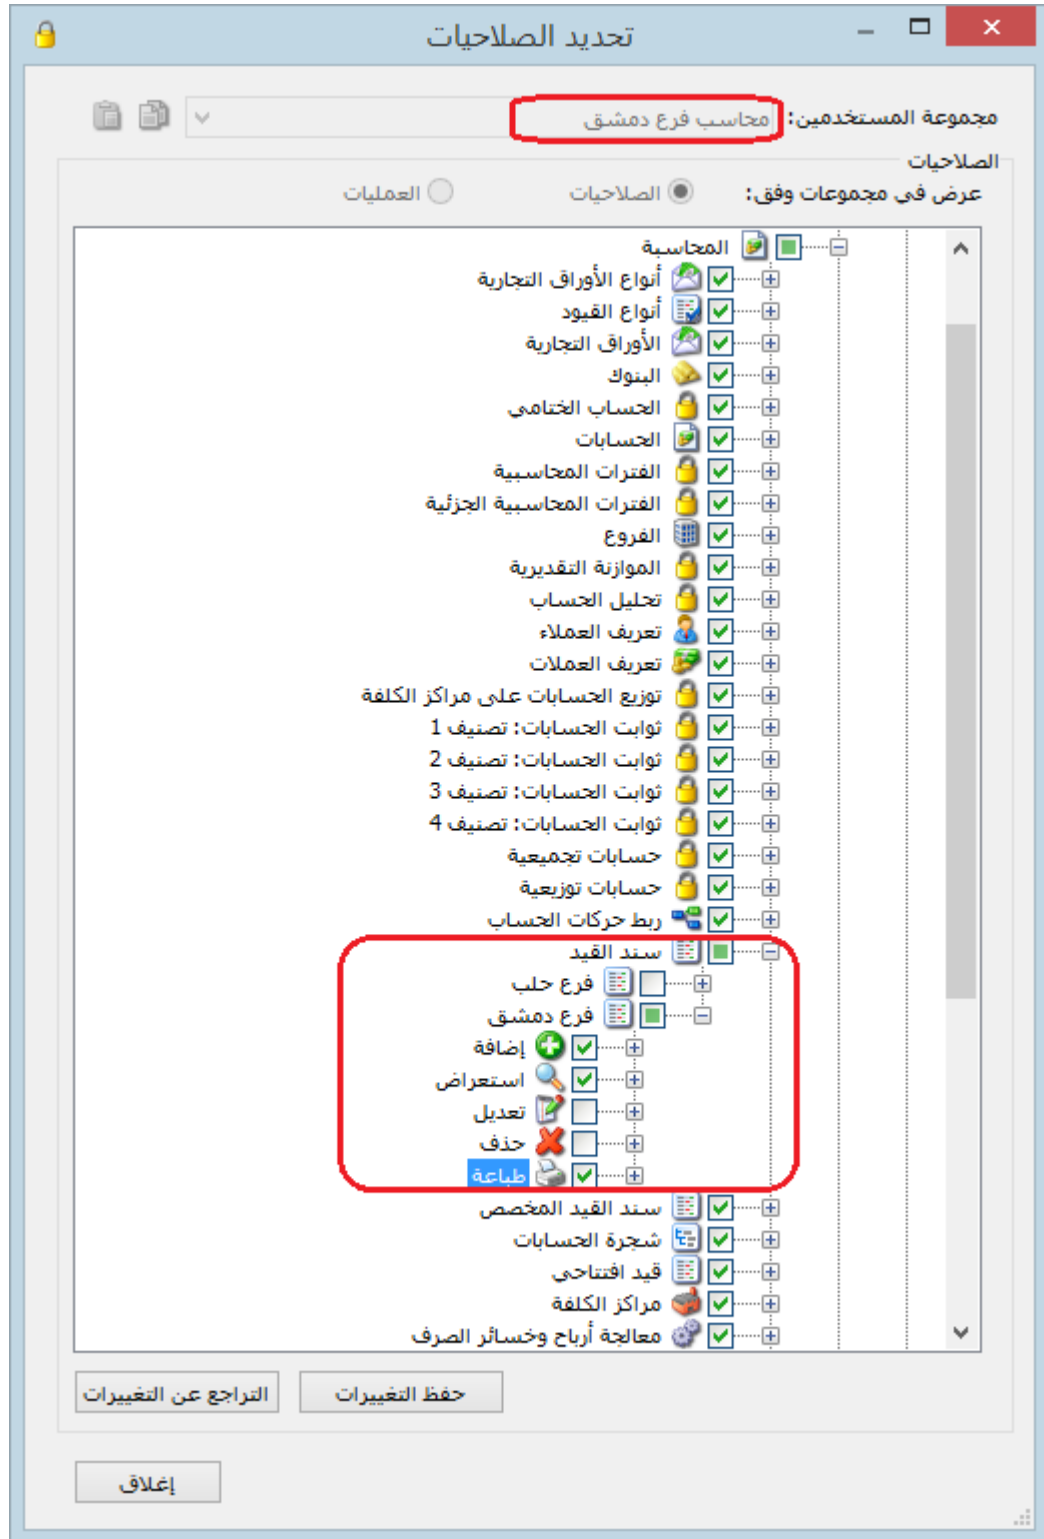 تحديد الصلاحيات
مجموعة المستخدمين: محاسب فرع دمشق
الصلاحيات
عرض في مجموعات وفق: الصلاحيات العمليات
المحاسبة
أنواع الأوراق التجارية
أنواع القيود
الأوراق التجارية
البنوك
الحساب الختامي
الحسابات
الفترات المحاسبية
الفترات المحاسبية الجزئية
الفروع
الموازنة التقديرية
تحليل الحساب
تعريف العملاء
تعريف العملات
توزيع الحسابات على مراكز الكلفة
ثوابت الحسابات: تصنيف 1
ثوابت الحسابات: تصنيف 2
ثوابت الحسابات: تصنيف 3
ثوابت الحسابات: تصنيف 4
حسابات تجميعية
حسابات توزيعية
ربط حركات الحساب
سند القيد
فرع حلب
فرع دمشق
إضافة
استعراض
تعديل
حذف
طباعة
سند القيد المخصص
شجرة الحسابات
قيد افتتاحي
مراكز الكلفة
معالجة أرباح وخسائر الصرف
حفظ التغييرات التراجع عن التغييرات
إغلاق